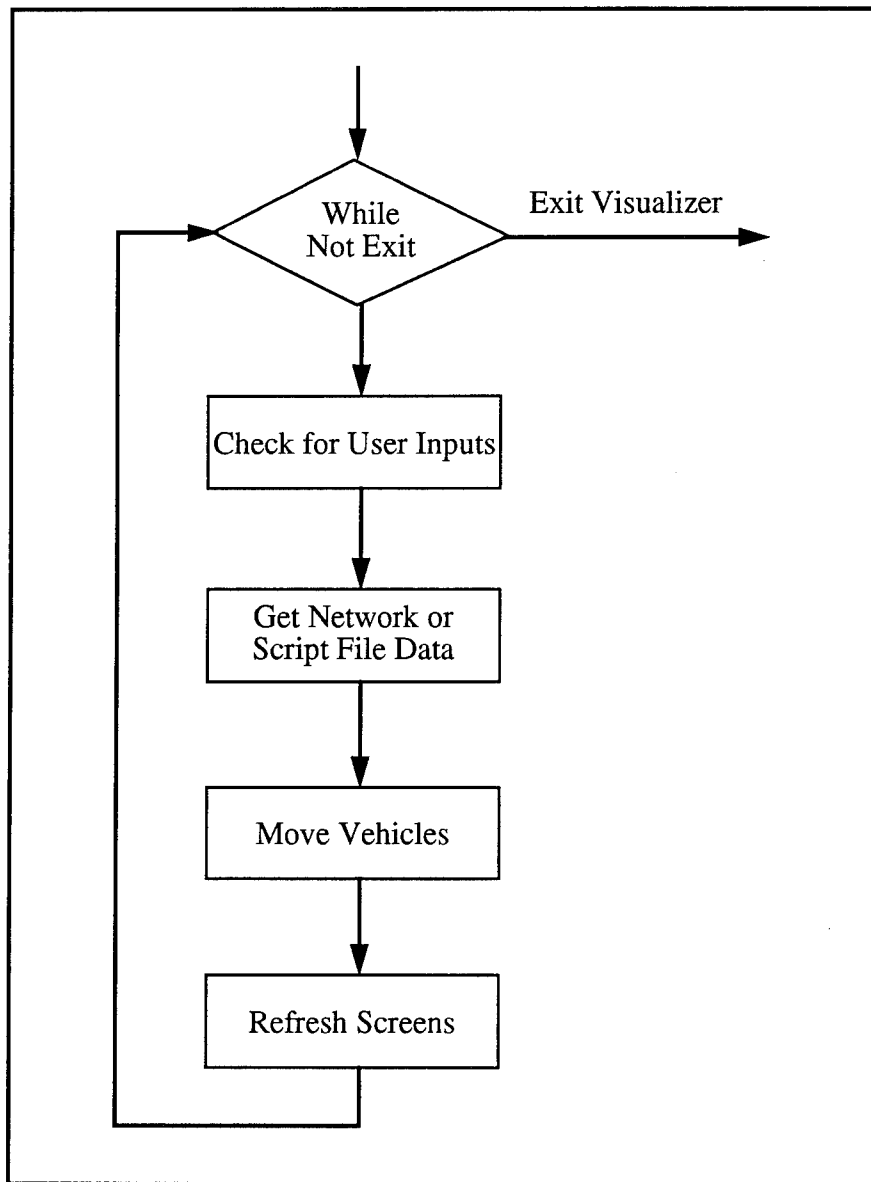 While
Not Exit
Exit Visualizer
Check for User Inputs
Get Network or
Script File Data
Move Vehicles
Refresh Screens